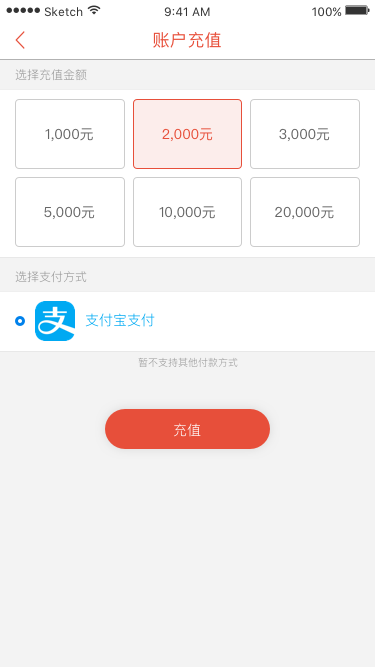 Sketch 9:41 AM 100%
账户充值
选择充值金额
1,000元 2,000元 3,000元
5,000元 10,000元 20,000元
选择支付方式
支 支付宝支付
暂不支持其他付款方式
充值